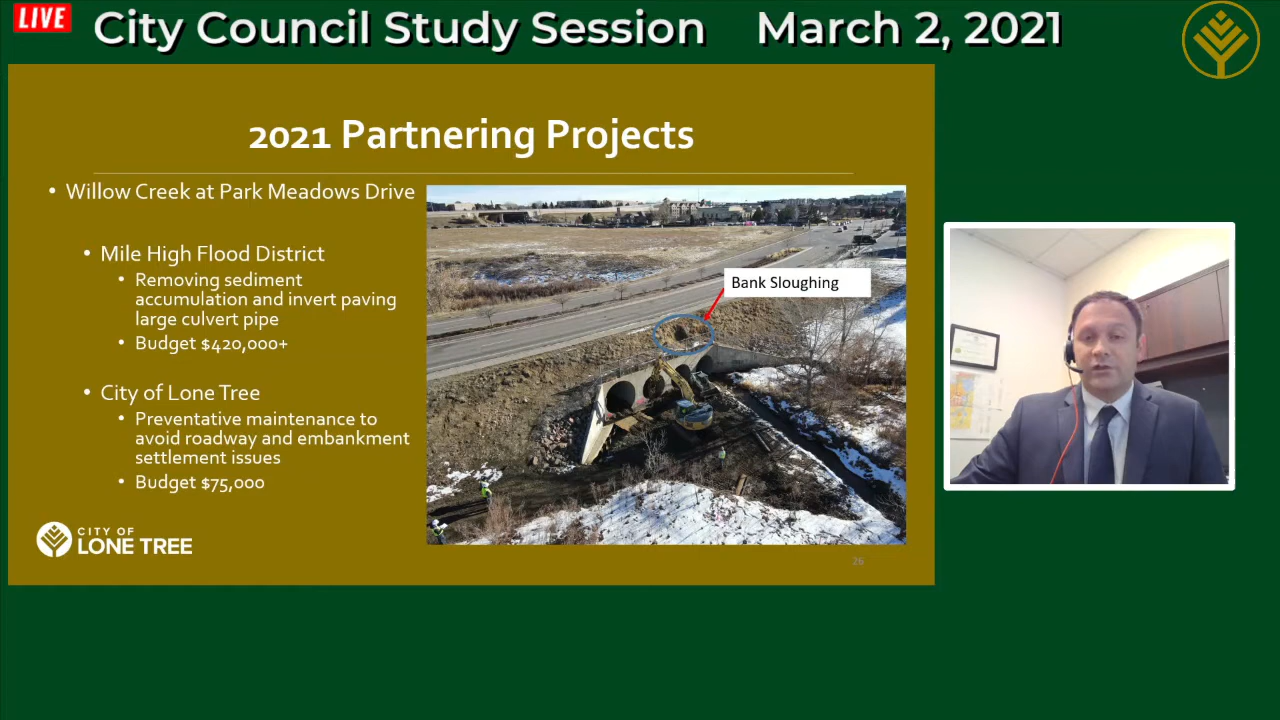 LIVE
City Council Study Session March 2, 2021
2021 Partnering Projects
• Willow Creek at Park Meadows Drive
• Mile High Flood District
• Removing sediment
accumulation and invert paving
large culvert pipe
• Budget $420,000+
• City of Lone Tree
• Preventative maintenance to
avoid roadway and embankment
settlement issues
• Budget $75,000
Bank Sloughing
CITY OF
LONE TREE
26